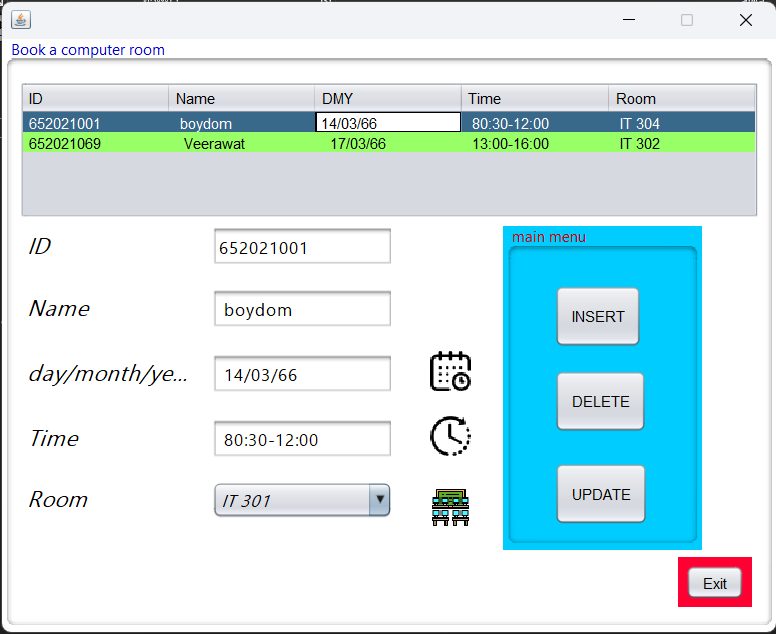 Book a computer room
ID Name DMY Time Room
652021001 boydom 14/03/66 80:30-12:00 IT 304
652021069 Veerawat 17/03/66 13:00-16:00 IT 302
ID 652021001
Name boydom
day/month/ye... 14/03/66
Time 80:30-12:00
Room IT 301
main menu
INSERT
DELETE
UPDATE
Exit